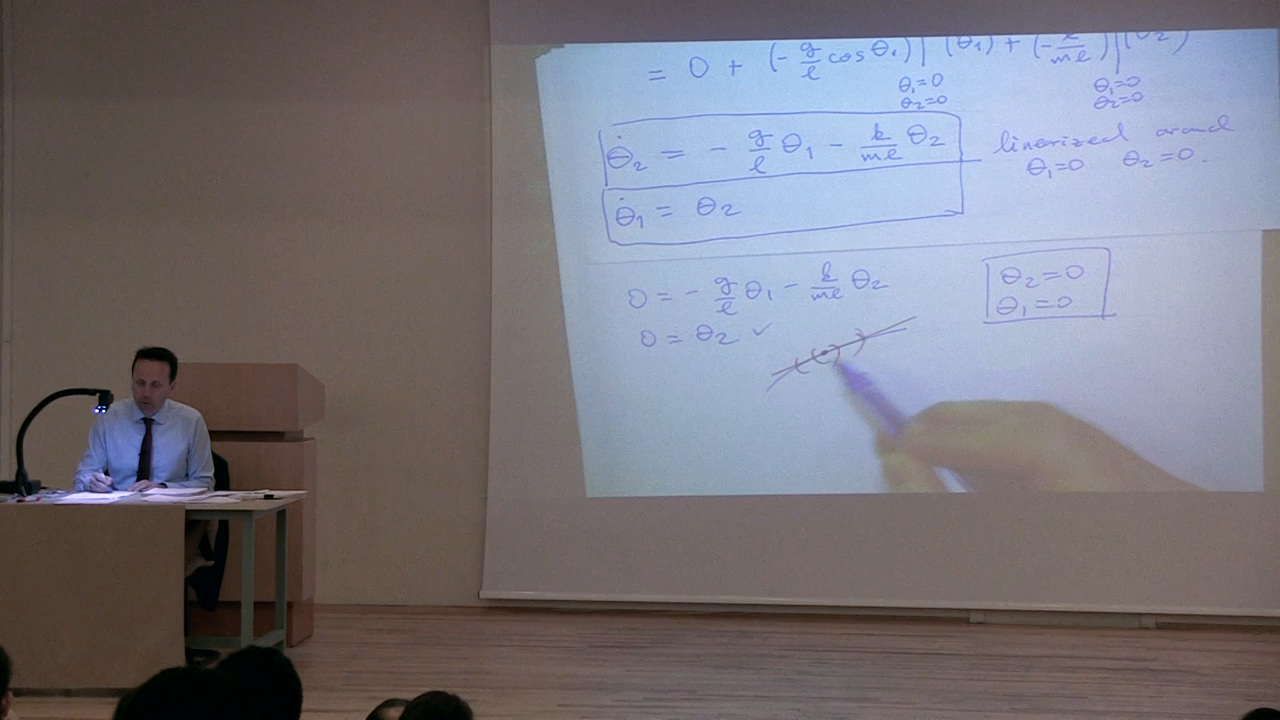 = 0 + (-g/ℓ cos θ₁)| (θ₁) + (-k/mℓ)| (θ₂)
θ₁=0 θ₁=0
θ₂=0 θ₂=0
θ̇₂ = - g/ℓ θ₁ - k/mℓ θ₂
linerized around
θ₁=0 θ₂=0.
θ̇₁ = θ₂
0 = - g/ℓ θ₁ - k/mℓ θ₂
θ₂=0
θ₁=0
0 = θ₂ ✓